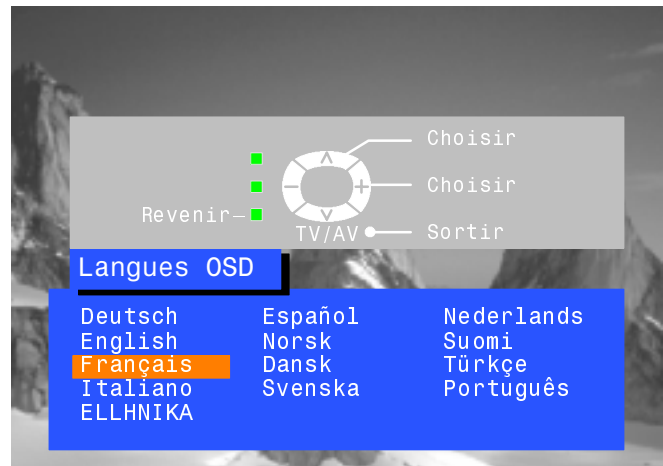 Choisir
Choisir
Revenir
TV/AV Sortir
Langues OSD
Deutsch Español Nederlands
English Norsk Suomi
Français Dansk Türkçe
Italiano Svenska Português
ELLHNIKA